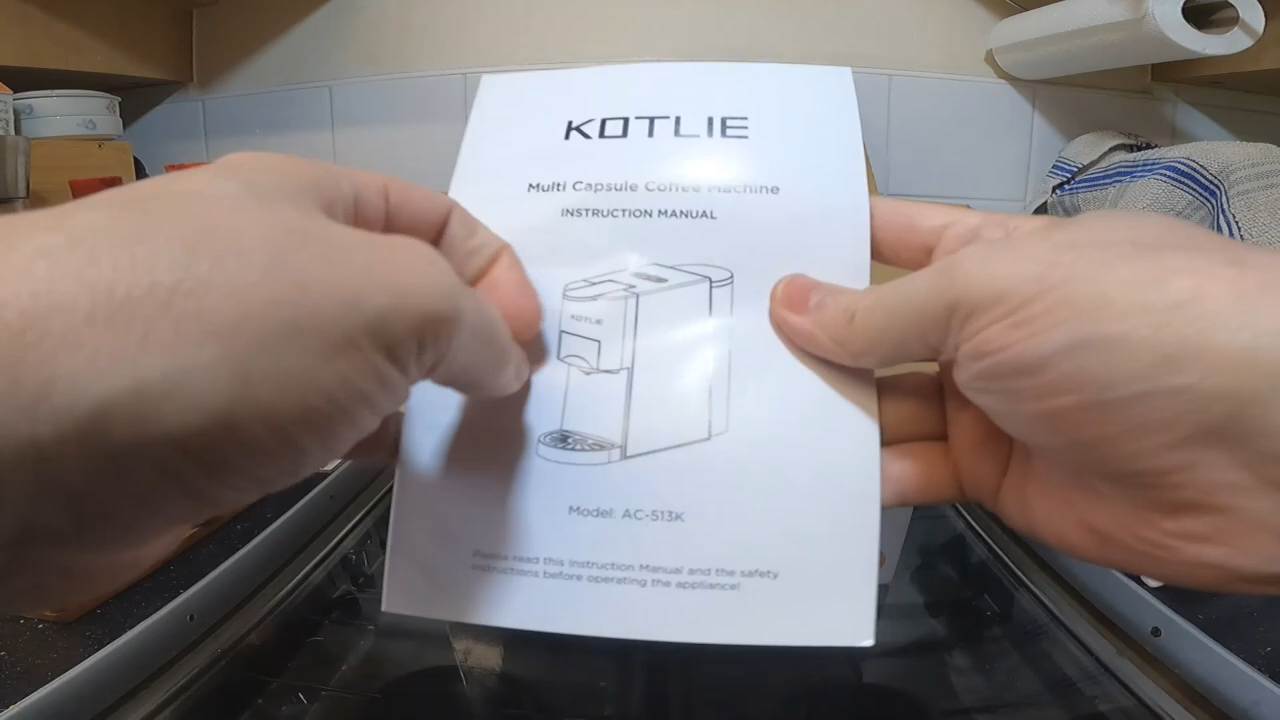 KOTLIE
Multi Capsule Coffee Machine
INSTRUCTION MANUAL
KOTLIE
Model: AC-513K
Please read this Instruction Manual and the safety
instructions before operating the appliance!